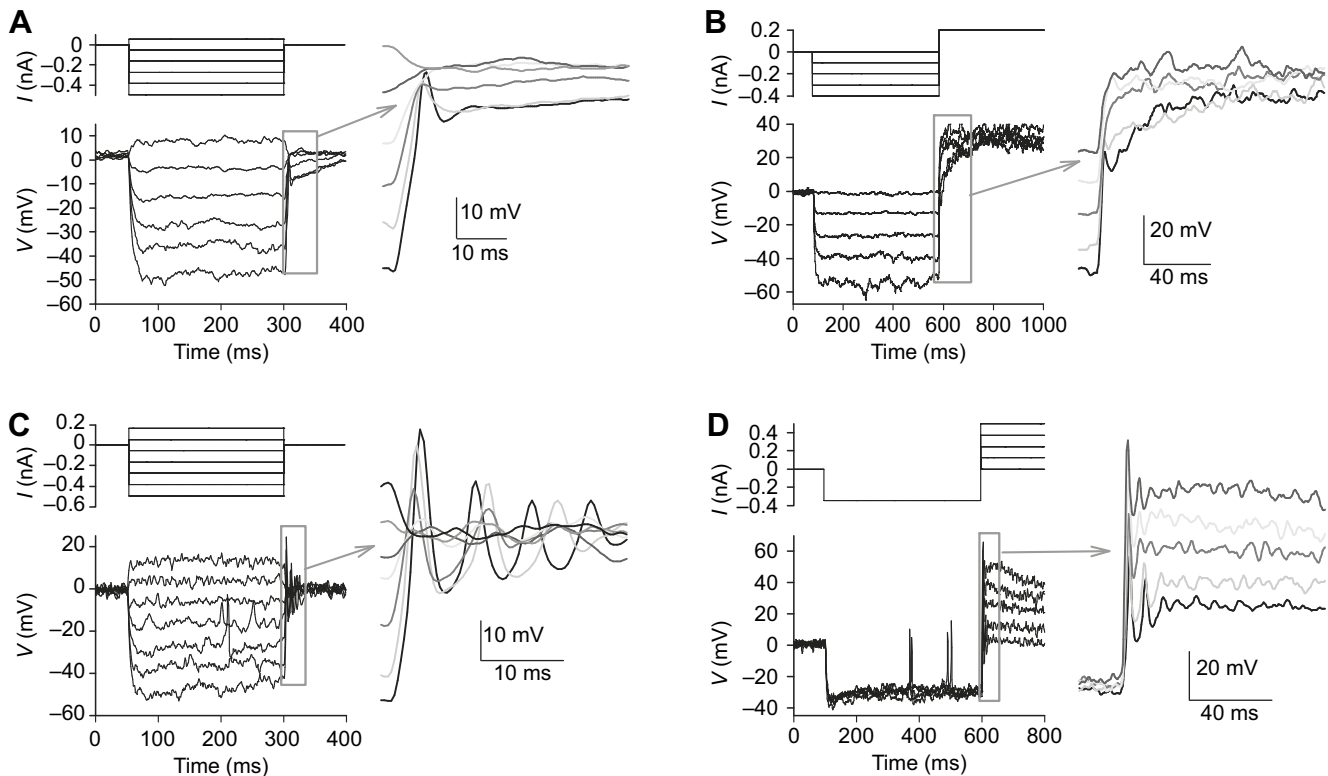 A
I (nA)
0
–0.2
–0.4
V (mV)
10
0
–10
–20
–30
–40
–50
–60
0 100 200 300 400
Time (ms)
10 mV
10 ms
B
I (nA)
0.2
0
–0.2
–0.4
V (mV)
40
20
0
–20
–40
–60
0 200 400 600 800 1000
Time (ms)
20 mV
40 ms
C
I (nA)
0.2
0
–0.2
–0.4
–0.6
V (mV)
20
0
–20
–40
–60
0 100 200 300 400
Time (ms)
10 mV
10 ms
D
I (nA)
0.4
0.2
0
–0.2
–0.4
V (mV)
60
40
20
0
–20
–40
0 200 400 600 800
Time (ms)
20 mV
40 ms